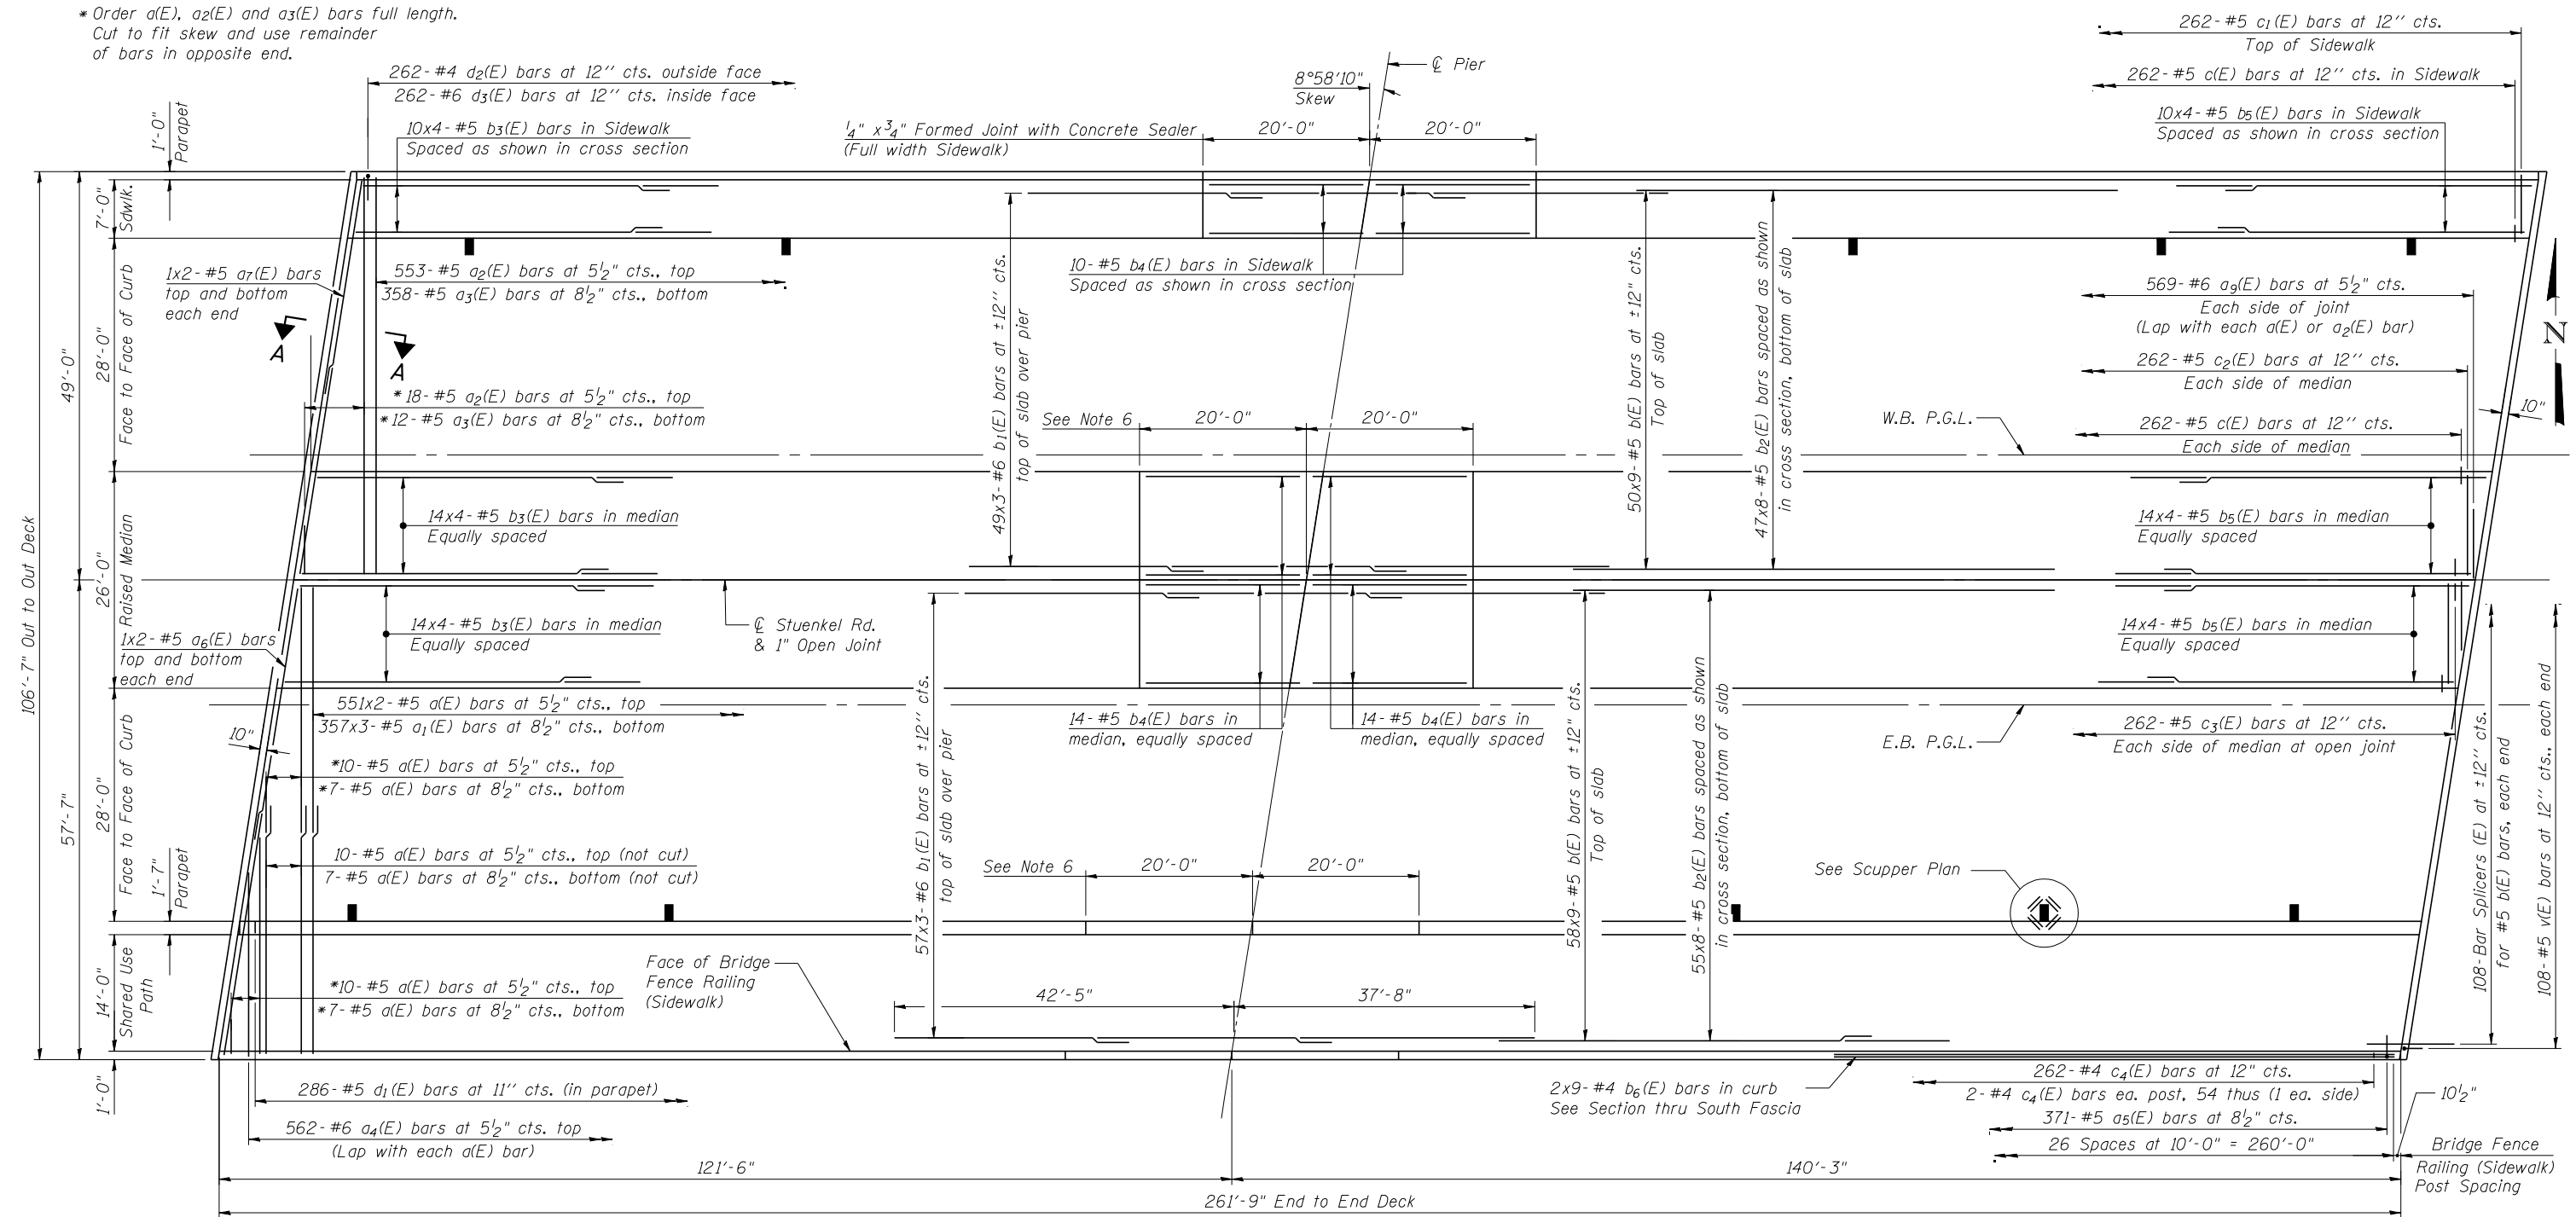 * Order a(E), a2(E) and a3(E) bars full length.
Cut to fit skew and use remainder
of bars in opposite end.
262- #4 d2(E) bars at 12'' cts. outside face
262- #6 d3(E) bars at 12'' cts. inside face
10x4- #5 b3(E) bars in Sidewalk
Spaced as shown in cross section
1/4" x 3/4" Formed Joint with Concrete Sealer
(Full width Sidewalk)
20'-0"
20'-0"
8°58'10"
Skew
℄ Pier
262- #5 c1(E) bars at 12'' cts.
Top of Sidewalk
262- #5 c(E) bars at 12'' cts. in Sidewalk
10x4- #5 b5(E) bars in Sidewalk
Spaced as shown in cross section
1'-0"
Parapet
7'-0"
Sdwlk.
28'-0"
Face to Face of Curb
49'-0"
106'-7" Out to Out Deck
26'-0"
Raised Median
57'-7"
28'-0"
Face to Face of Curb
1'-7"
Parapet
14'-0"
Shared Use
Path
1'-0"
1x2- #5 a7(E) bars
top and bottom
each end
A
A
553- #5 a2(E) bars at 5 1/2" cts., top
358- #5 a3(E) bars at 8 1/2" cts., bottom
* 18- #5 a2(E) bars at 5 1/2" cts., top
* 12- #5 a3(E) bars at 8 1/2" cts., bottom
10- #5 b4(E) bars in Sidewalk
Spaced as shown in cross section
49x3- #6 b1(E) bars at ±12'' cts.
top of slab over pier
50x9- #5 b(E) bars at ±12" cts.
Top of slab
47x8- #5 b2(E) bars spaced as shown
in cross section, bottom of slab
569- #6 a9(E) bars at 5 1/2" cts.
Each side of joint
(Lap with each a(E) or a2(E) bar)
262- #5 c2(E) bars at 12'' cts.
Each side of median
262- #5 c(E) bars at 12'' cts.
Each side of median
N
10"
W.B. P.G.L.
See Note 6
20'-0"
20'-0"
14x4- #5 b3(E) bars in median
Equally spaced
14x4- #5 b5(E) bars in median
Equally spaced
14x4- #5 b3(E) bars in median
Equally spaced
℄ Stuenkel Rd.
& 1" Open Joint
14x4- #5 b5(E) bars in median
Equally spaced
1x2- #5 a6(E) bars
top and bottom
each end
551x2- #5 a(E) bars at 5 1/2" cts., top
357x3- #5 a1(E) bars at 8 1/2" cts., bottom
10"
14- #5 b4(E) bars in
median, equally spaced
14- #5 b4(E) bars in
median, equally spaced
262- #5 c3(E) bars at 12'' cts.
Each side of median at open joint
E.B. P.G.L.
*10- #5 a(E) bars at 5 1/2" cts., top
*7- #5 a(E) bars at 8 1/2" cts., bottom
10- #5 a(E) bars at 5 1/2" cts., top (not cut)
7- #5 a(E) bars at 8 1/2" cts., bottom (not cut)
57x3- #6 b1(E) bars at ±12'' cts.
top of slab over pier
See Note 6
20'-0"
20'-0"
58x9- #5 b(E) bars at ±12" cts.
Top of slab
55x8- #5 b2(E) bars spaced as shown
in cross section, bottom of slab
See Scupper Plan
108-Bar Splicers (E) at ±12'' cts.
for #5 b(E) bars, each end
108- #5 v(E) bars at 12'' cts., each end
*10- #5 a(E) bars at 5 1/2" cts., top
*7- #5 a(E) bars at 8 1/2" cts., bottom
Face of Bridge
Fence Railing
(Sidewalk)
42'-5"
37'-8"
286- #5 d1(E) bars at 11'' cts. (in parapet)
562- #6 a4(E) bars at 5 1/2" cts. top
(Lap with each a(E) bar)
2x9- #4 b6(E) bars in curb
See Section thru South Fascia
262- #4 c4(E) bars at 12" cts.
2- #4 c4(E) bars ea. post, 54 thus (1 ea. side)
371- #5 a5(E) bars at 8 1/2" cts.
26 Spaces at 10'-0" = 260'-0"
10 1/2"
Bridge Fence
Railing (Sidewalk)
Post Spacing
121'-6"
140'-3"
261'-9" End to End Deck